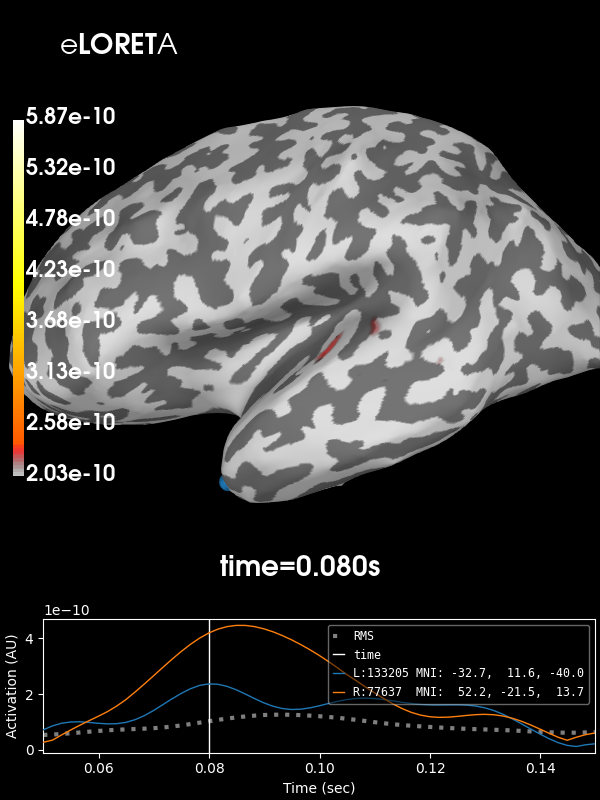 eLORETA
5.87e-10
5.32e-10
4.78e-10
4.23e-10
3.68e-10
3.13e-10
2.58e-10
2.03e-10
time=0.080s
1e−10
Activation (AU)
4
2
0
RMS
time
L:133205 MNI: -32.7, 11.6, -40.0
R:77637 MNI: 52.2, -21.5, 13.7
0.06 0.08 0.10 0.12 0.14
Time (sec)